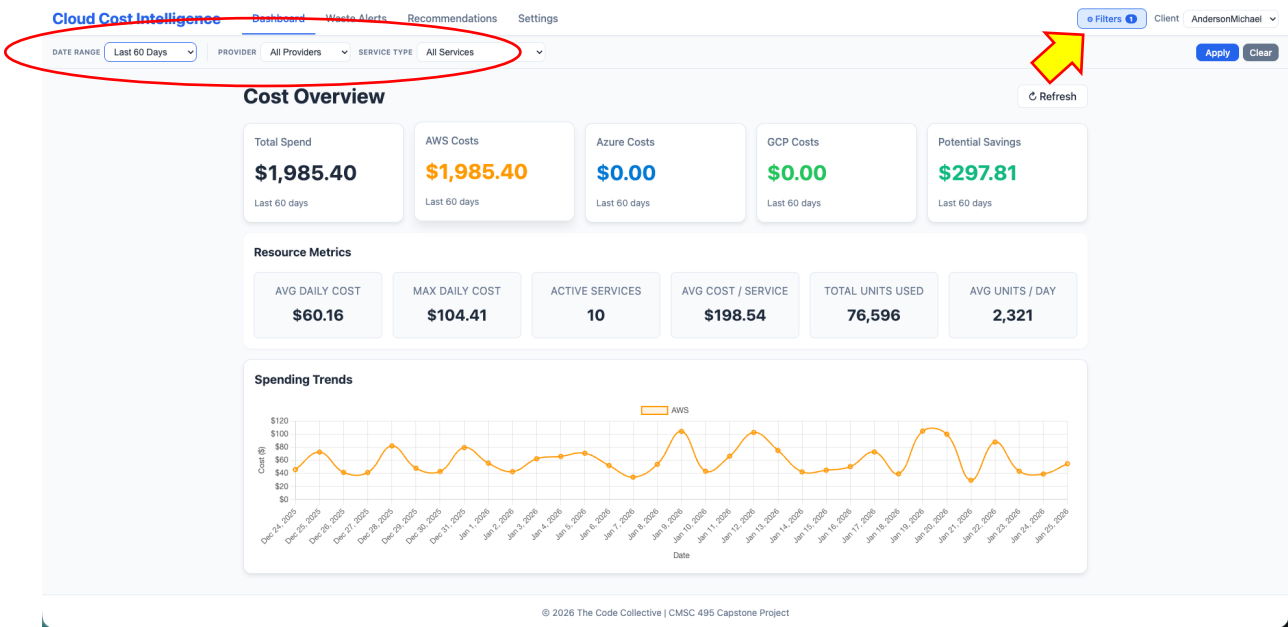 Cloud Cost Intelligence Dashboard Waste Alerts Recommendations Settings Filters 1 Client AndersonMichael
DATE RANGE Last 60 Days PROVIDER All Providers SERVICE TYPE All Services Apply Clear
Cost Overview
Refresh
Total Spend
$1,985.40
Last 60 days
AWS Costs
$1,985.40
Last 60 days
Azure Costs
$0.00
Last 60 days
GCP Costs
$0.00
Last 60 days
Potential Savings
$297.81
Last 60 days
Resource Metrics
AVG DAILY COST
$60.16
MAX DAILY COST
$104.41
ACTIVE SERVICES
10
AVG COST / SERVICE
$198.54
TOTAL UNITS USED
76,596
AVG UNITS / DAY
2,321
Spending Trends
AWS
Cost ($)
$120
$100
$80
$60
$40
$20
$0
Dec 24, 2025
Dec 25, 2025
Dec 26, 2025
Dec 27, 2025
Dec 28, 2025
Dec 29, 2025
Dec 30, 2025
Dec 31, 2025
Jan 1, 2026
Jan 2, 2026
Jan 3, 2026
Jan 4, 2026
Jan 5, 2026
Jan 6, 2026
Jan 7, 2026
Jan 8, 2026
Jan 9, 2026
Jan 10, 2026
Jan 11, 2026
Jan 12, 2026
Jan 13, 2026
Jan 14, 2026
Jan 15, 2026
Jan 16, 2026
Jan 17, 2026
Jan 18, 2026
Jan 19, 2026
Jan 20, 2026
Jan 21, 2026
Jan 22, 2026
Jan 23, 2026
Jan 24, 2026
Jan 25, 2026
Date
© 2026 The Code Collective | CMSC 495 Capstone Project